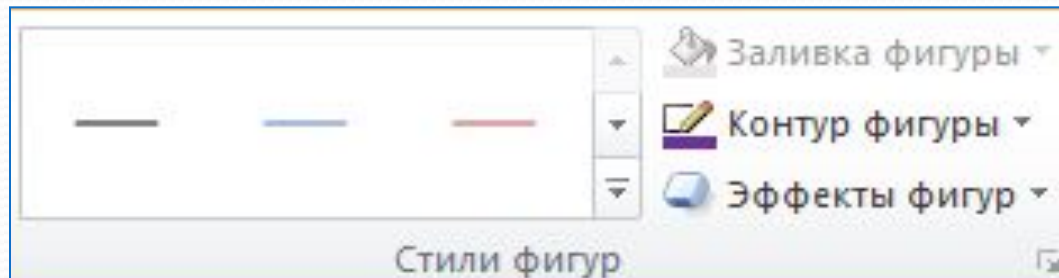 Заливка фигуры
Контур фигуры
Эффекты фигур
Стили фигур